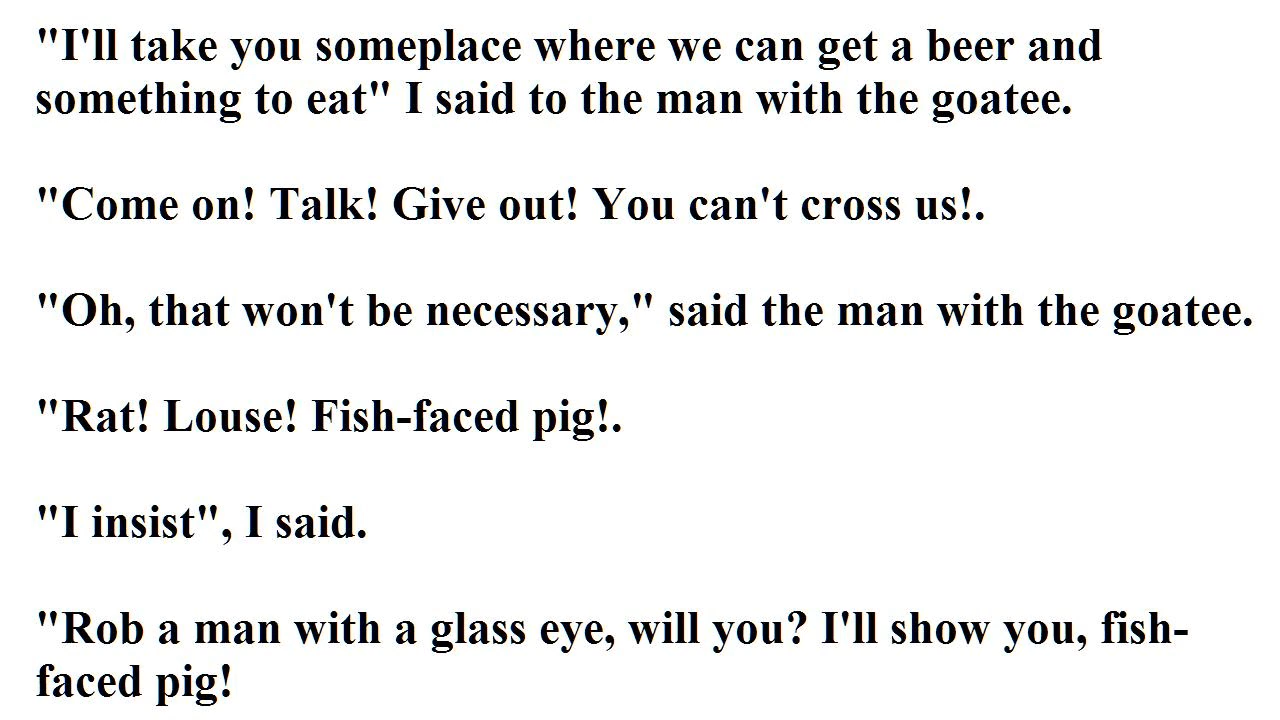 "I'll take you someplace where we can get a beer and
something to eat" I said to the man with the goatee.
"Come on! Talk! Give out! You can't cross us!.
"Oh, that won't be necessary," said the man with the goatee.
"Rat! Louse! Fish-faced pig!.
"I insist", I said.
"Rob a man with a glass eye, will you? I'll show you, fish-
faced pig!